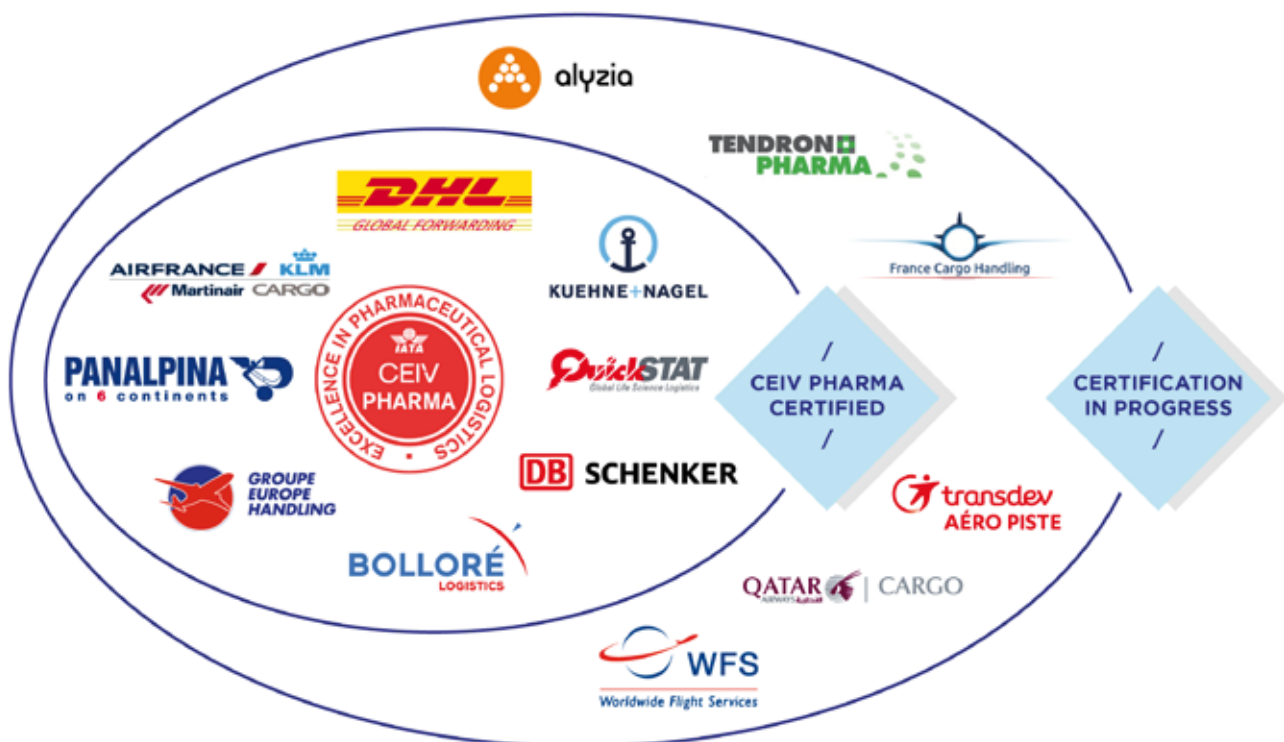 alyzia
TENDRON
PHARMA
DHL
GLOBAL FORWARDING
France Cargo Handling
AIRFRANCE KLM
Martinair CARGO
KUEHNE+NAGEL
EXCELLENCE IN PHARMACEUTICAL LOGISTICS
IATA
CEIV
PHARMA
PANALPINA
on 6 continents
QuickSTAT
Global Life Science Logistics
/
CEIV PHARMA
CERTIFIED
/
/
CERTIFICATION
IN PROGRESS
/
GROUPE
EUROPE
HANDLING
DB SCHENKER
transdev
AÉRO PISTE
BOLLORÉ
LOGISTICS
QATAR
AIRWAYS القطرية
CARGO
WFS
Worldwide Flight Services